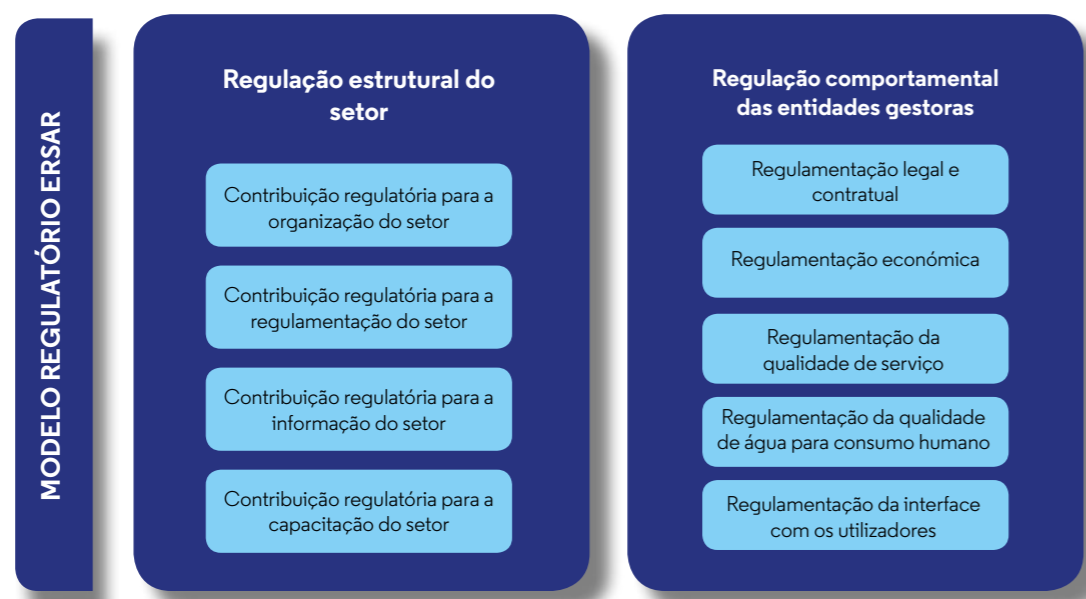 MODELO REGULATÓRIO ERSAR
Regulação estrutural do
setor
Contribuição regulatória para a
organização do setor
Contribuição regulatória para a
regulamentação do setor
Contribuição regulatória para a
informação do setor
Contribuição regulatória para a
capacitação do setor
Regulação comportamental
das entidades gestoras
Regulamentação legal e
contratual
Regulamentação económica
Regulamentação da
qualidade de serviço
Regulamentação da qualidade
de água para consumo humano
Regulamentação da interface
com os utilizadores